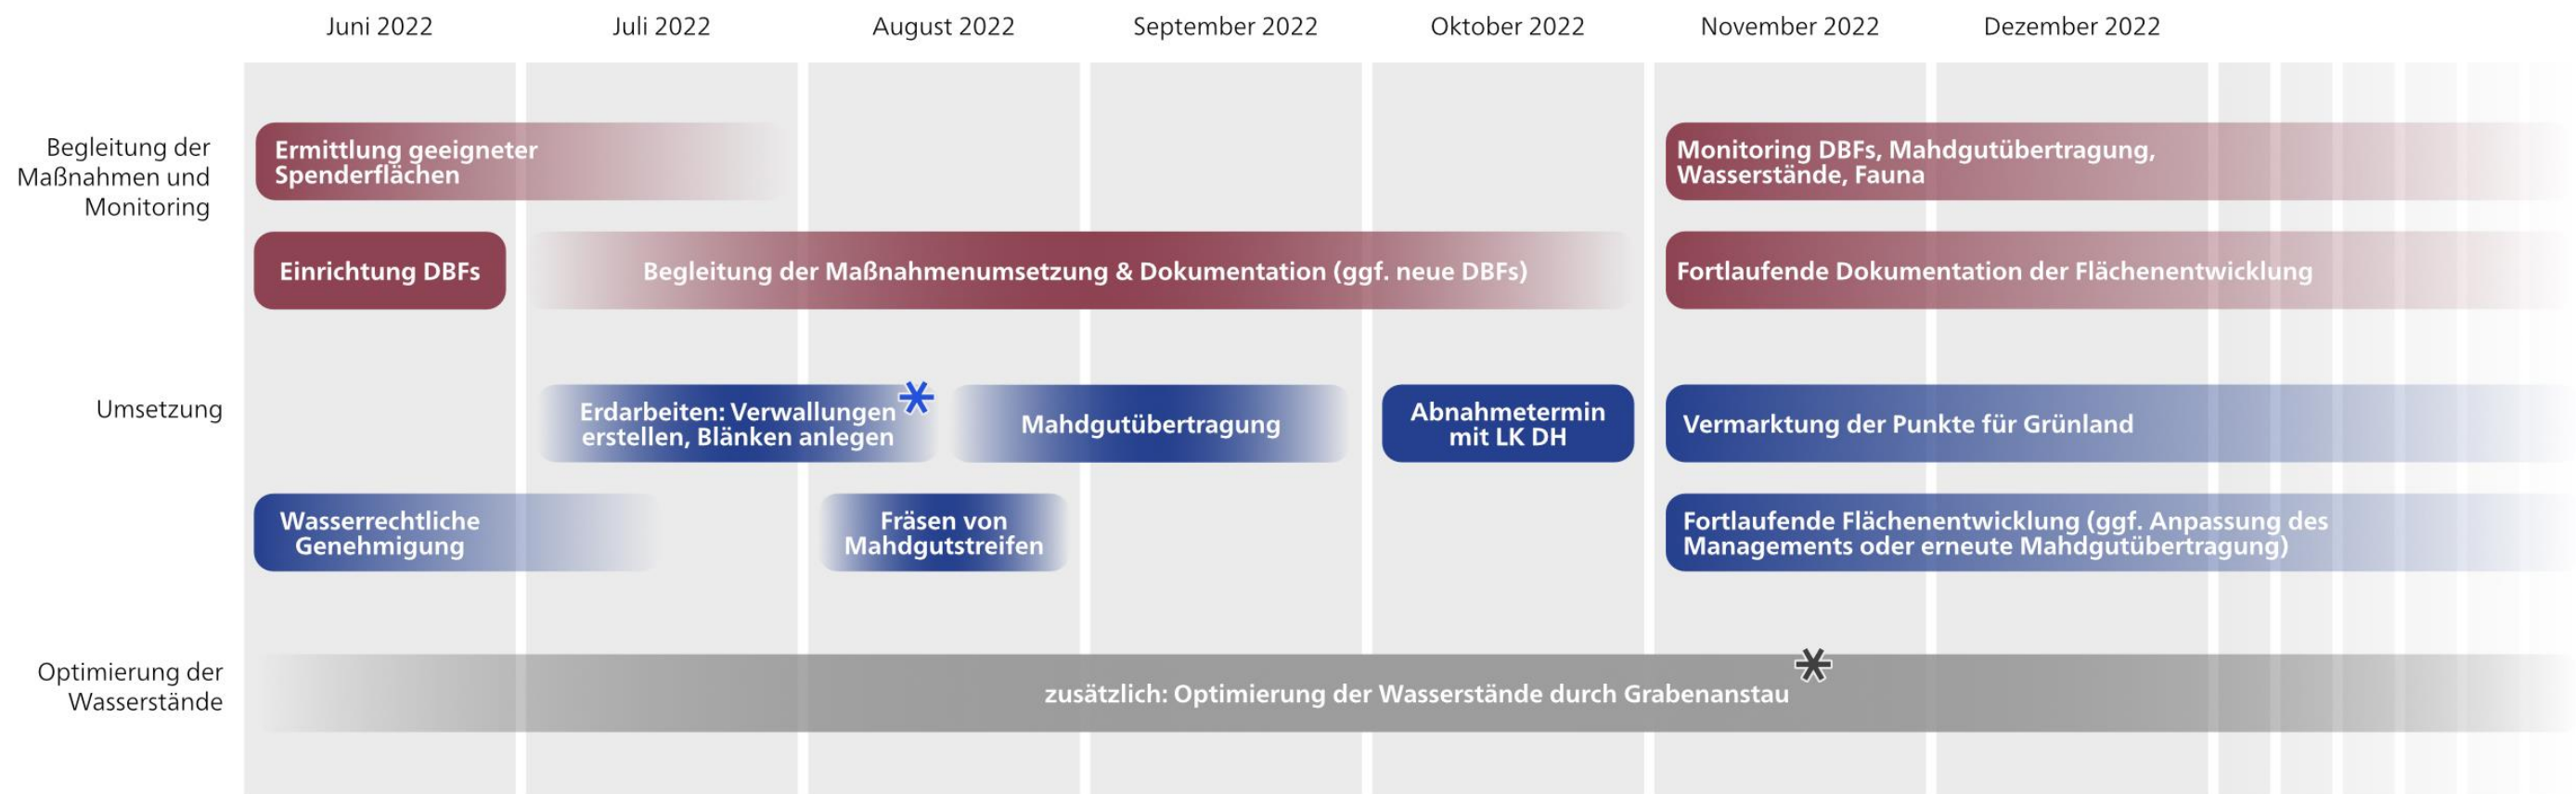 Juni 2022
Juli 2022
August 2022
September 2022
Oktober 2022
November 2022
Dezember 2022
Begleitung der
Maßnahmen und
Monitoring
Ermittlung geeigneter
Spenderflächen
Monitoring DBFs, Mahdgutübertragung,
Wasserstände, Fauna
Einrichtung DBFs
Begleitung der Maßnahmenumsetzung & Dokumentation (ggf. neue DBFs)
Fortlaufende Dokumentation der Flächenentwicklung
Umsetzung
Erdarbeiten: Verwallungen *
erstellen, Blänken anlegen
Mahdgutübertragung
Abnahmetermin
mit LK DH
Vermarktung der Punkte für Grünland
Wasserrechtliche
Genehmigung
Fräsen von
Mahdgutstreifen
Fortlaufende Flächenentwicklung (ggf. Anpassung des
Managements oder erneute Mahdgutübertragung)
Optimierung der
Wasserstände
zusätzlich: Optimierung der Wasserstände durch Grabenanstau *